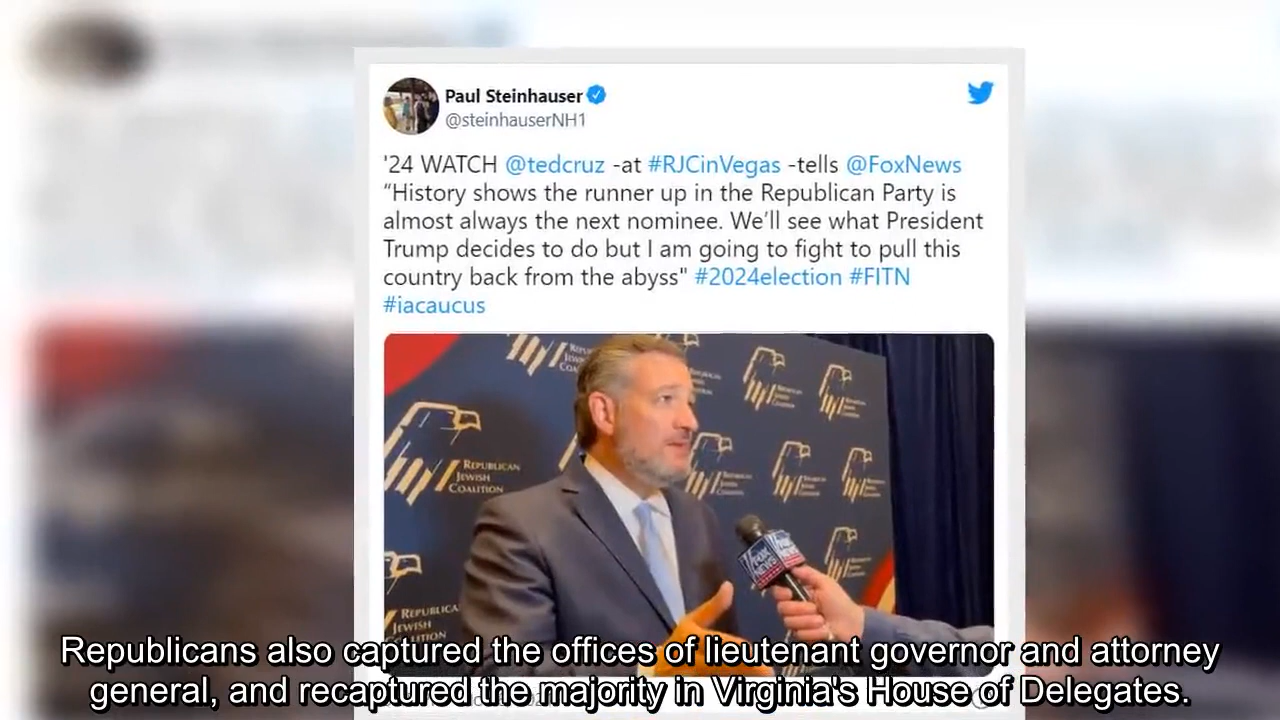 Paul Steinhauser
@steinhauserNH1
'24 WATCH @tedcruz -at #RJCinVegas -tells @FoxNews
“History shows the runner up in the Republican Party is
almost always the next nominee. We’ll see what President
Trump decides to do but I am going to fight to pull this
country back from the abyss" #2024election #FITN
#iacaucus
REPUBLICAN
JEWISH
COALITION
FOX
NEWS
Republicans also captured the offices of lieutenant governor and attorney
general, and recaptured the majority in Virginia's House of Delegates.